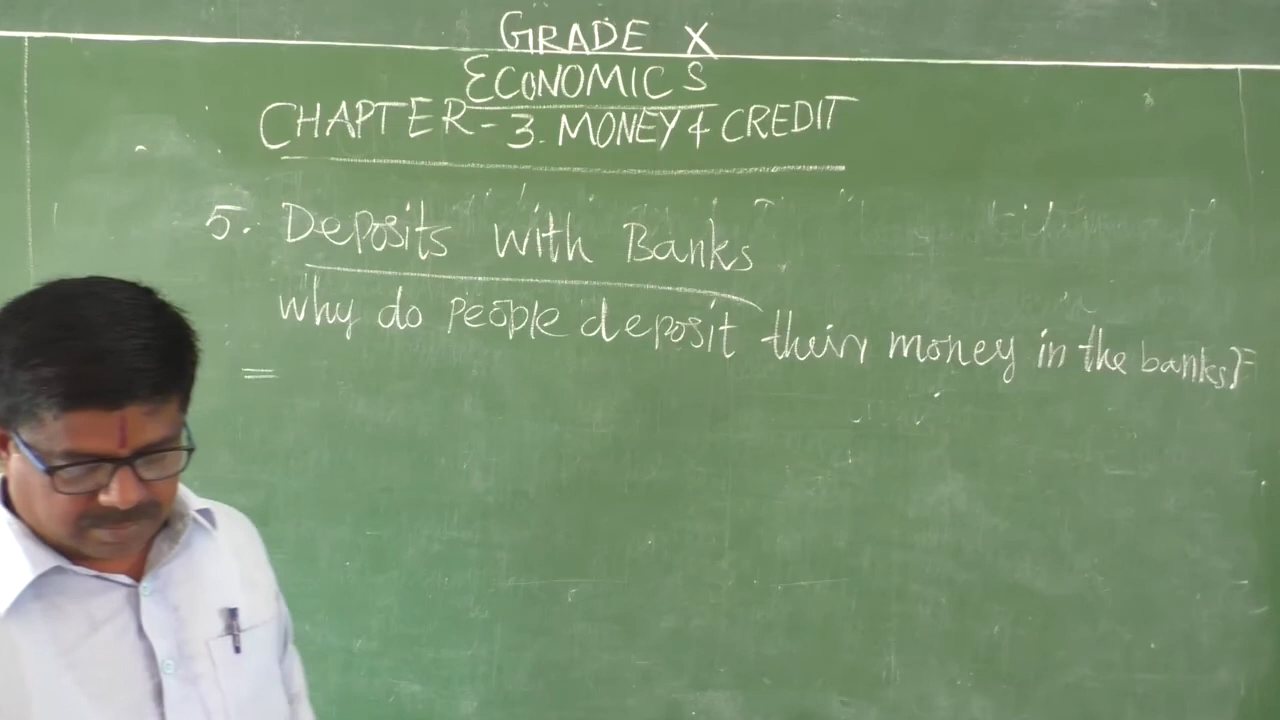 GRADE X
ECONOMICS
CHAPTER-3. MONEY & CREDIT
5. Deposits with Banks
why do people deposit their money in the banks?
=